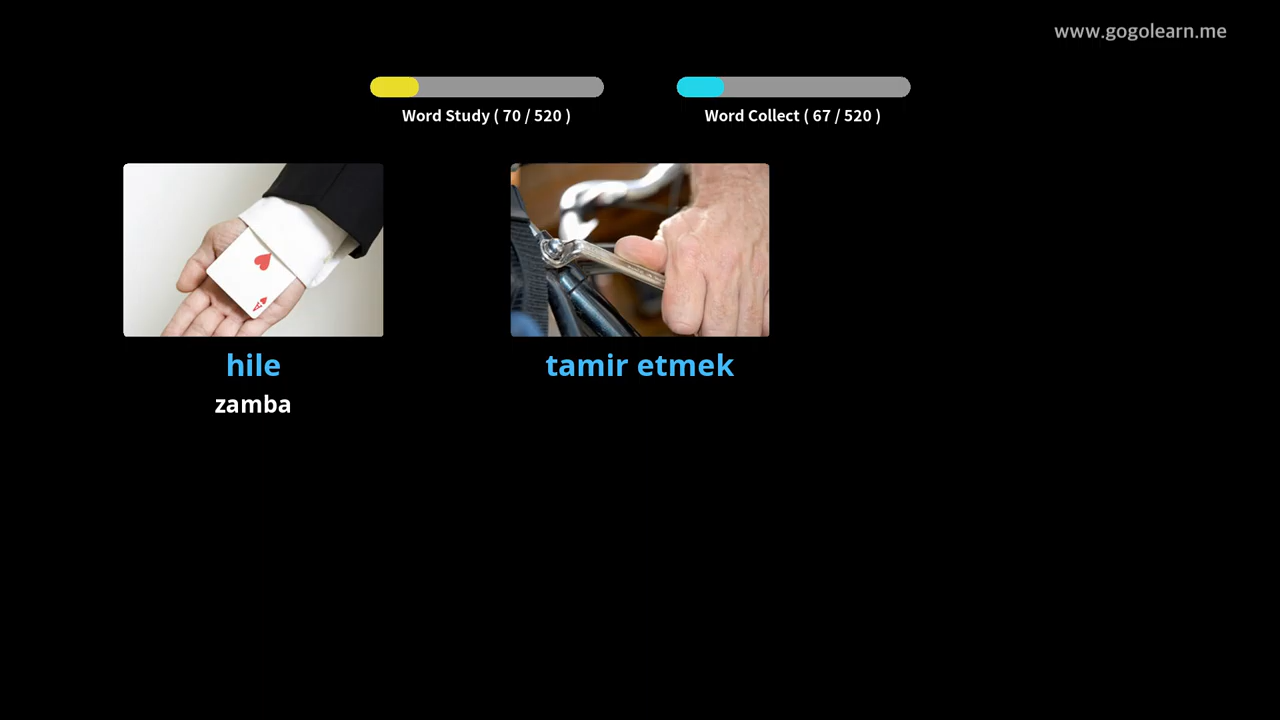 www.gogolearn.me
Word Study ( 70 / 520 )
Word Collect ( 67 / 520 )
hile
zamba
tamir etmek